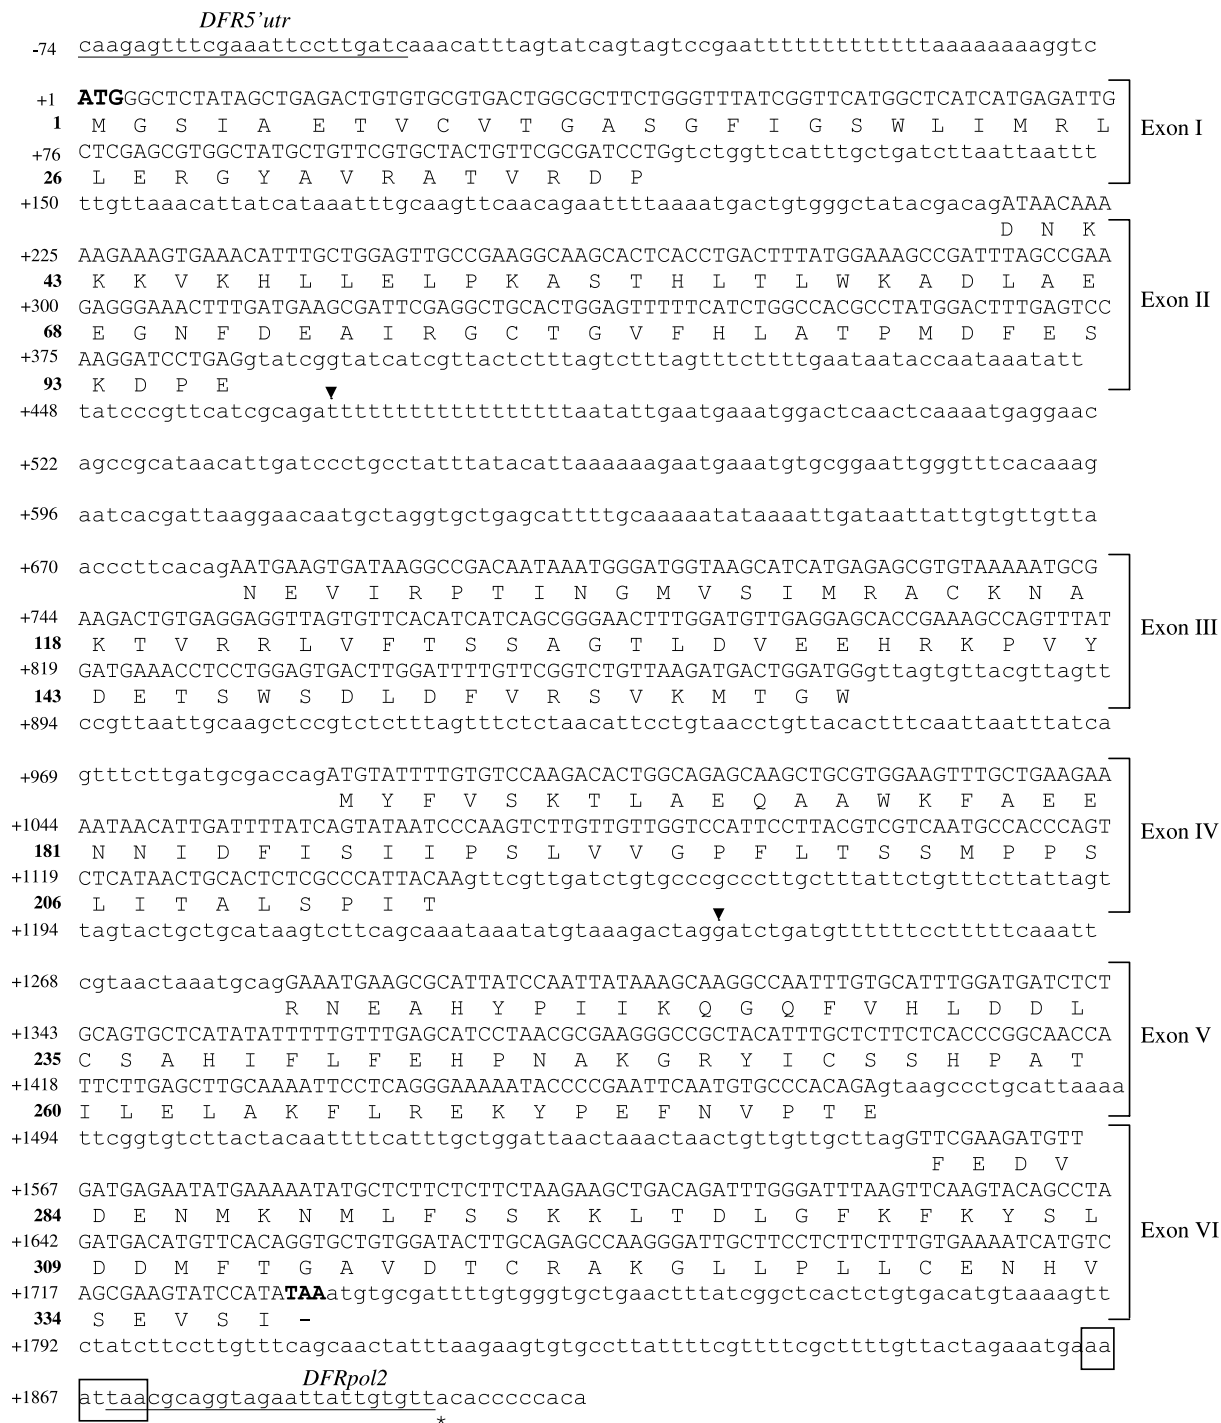 DFR5'utr
-74 caagagtttcgaaattccttgatcaaacatttagtatcagtagtccgaatttttttttttttttaaaaaaaaggtc
+1 ATGGGCTCTATAGCTGAGACTGTGTGCGTGACTGGCGCTTCTGGGTTTATCGGTTCATGGCTCATCATGAGATTG
1 M G S I A E T V C V T G A S G F I G S W L I M R L
Exon I
+76 CTCGAGCGTGGCTATGCTGTTCGTGCTACTGTTCGCGATCCTGgtctggttcatttgctgatcttaattaattt
26 L E R G Y A V R A T V R D P
+150 ttgttaaacattatcataaatttgcaagttcaacagaattttaaaatgactgtgggctatacgacagATAACAAA
D N K
+225 AAGAAAGTGAAACATTTGCTGGAGTTGCCGAAGGCAAGCACTCACCTGACTTTATGGAAAGCCGATTTAGCCGAA
43 K K V K H L L E L P K A S T H L T L W K A D L A E
Exon II
+300 GAGGGAAACTTTGATGAAGCGATTCGAGGCTGCACTGGAGTTTTTCATCTGGCCACGCCTATGGACTTTGAGTCC
68 E G N F D E A I R G C T G V F H L A T P M D F E S
+375 AAGGATCCTGAGgtatcggtatcatcgttactctttagtctttagtttcttttgaataataccaataaatatt
93 K D P E
▼
+448 tatcccgttcatcgcagatttttttttttttttttttaatattgaatgaaatggactcaactcaaaatgaggaac
+522 agccgcataacattgatccctgcctatttatacattaaaaaagaatgaaatgtgcggaattgggtttcacaaag
+596 aatcacgattaaggaacaatgctaggtgctgagcattttgcaaaaatataaaattgataattattgtgttgtta
+670 acccttcacagAATGAAGTGATAAGGCCGACAATAAATGGGATGGTAAGCATCATGAGAGCGTGTAAAAATGCG
N E V I R P T I N G M V S I M R A C K N A
+744 AAGACTGTGAGGAGGTTAGTGTTCACATCATCAGCGGGAACTTTGGATGTTGAGGAGCACCGAAAGCCAGTTTAT
118 K T V R R L V F T S S A G T L D V E E H R K P V Y
Exon III
+819 GATGAAACCTCCTGGAGTGACTTGGATTTTGTTCGGTCTGTTAAGATGACTGGATGGgttagtgttacgttagtt
143 D E T S W S D L D F V R S V K M T G W
+894 ccgttaattgcaagctccgtctctttagtttctctaacattcctgtaacctgttacactttcaattaatttatca
+969 gtttcttgatgcgaccagATGTATTTTGTGTCCAAGACACTGGCAGAGCAAGCTGCGTGGAAGTTTGCTGAAGAA
M Y F V S K T L A E Q A A W K F A E E
+1044 AATAACATTGATTTTATCAGTATAATCCCAAGTCTTGTTGTTGGTCCATTCCTTACGTCGTCAATGCCACCCAGT
181 N N I D F I S I I P S L V V G P F L T S S M P P S
Exon IV
+1119 CTCATAACTGCACTCTCGCCCATTACAAgttcgttgatctgtgcccgcccttgctttattctgtttcttattagt
206 L I T A L S P I T
▼
+1194 tagtactgctgcataagtcttcagcaaataaatatgtaaagactaggatctgatgttttttcctttttcaaatt
+1268 cgtaactaaatgcagGAAATGAAGCGCATTATCCAATTATAAAGCAAGGCCAATTTGTGCATTTGGATGATCTCT
R N E A H Y P I I K Q G Q F V H L D D L
+1343 GCAGTGCTCATATATTTTTGTTTGAGCATCCTAACGCGAAGGGCCGCTACATTTGCTCTTCTCACCCGGCAACCA
235 C S A H I F L F E H P N A K G R Y I C S S H P A T
Exon V
+1418 TTCTTGAGCTTGCAAAATTCCTCAGGGAAAAATACCCCGAATTCAATGTGCCCACAGAgtaagccctgcattaaaa
260 I L E L A K F L R E K Y P E F N V P T E
+1494 ttcggtgtcttactacaattttcatttgctggattaactaaactaactgttgttgcttagGTTCGAAGATGTT
F E D V
+1567 GATGAGAATATGAAAAATATGCTCTTCTCTTCTAAGAAGCTGACAGATTTGGGATTTAAGTTCAAGTACAGCCTA
284 D E N M K N M L F S S K K L T D L G F K F K Y S L
Exon VI
+1642 GATGACATGTTCACAGGTGCTGTGGATACTTGCAGAGCCAAGGGATTGCTTCCTCTTCTTTGTGAAAATCATGTC
309 D D M F T G A V D T C R A K G L L P L L C E N H V
+1717 AGCGAAGTATCCATATAAatgtgcgattttgtgggtgctgaactttatcggctcactctgtgacatgtaaaagtt
334 S E V S I -
+1792 ctatcttccttgtttcagcaactatttaagaagtgtgccttattttcgttttcgcttttgttactagaaatgaaa
DFRpol2
+1867 attaacgcaggtagaattattgtgttacacccccaca
*